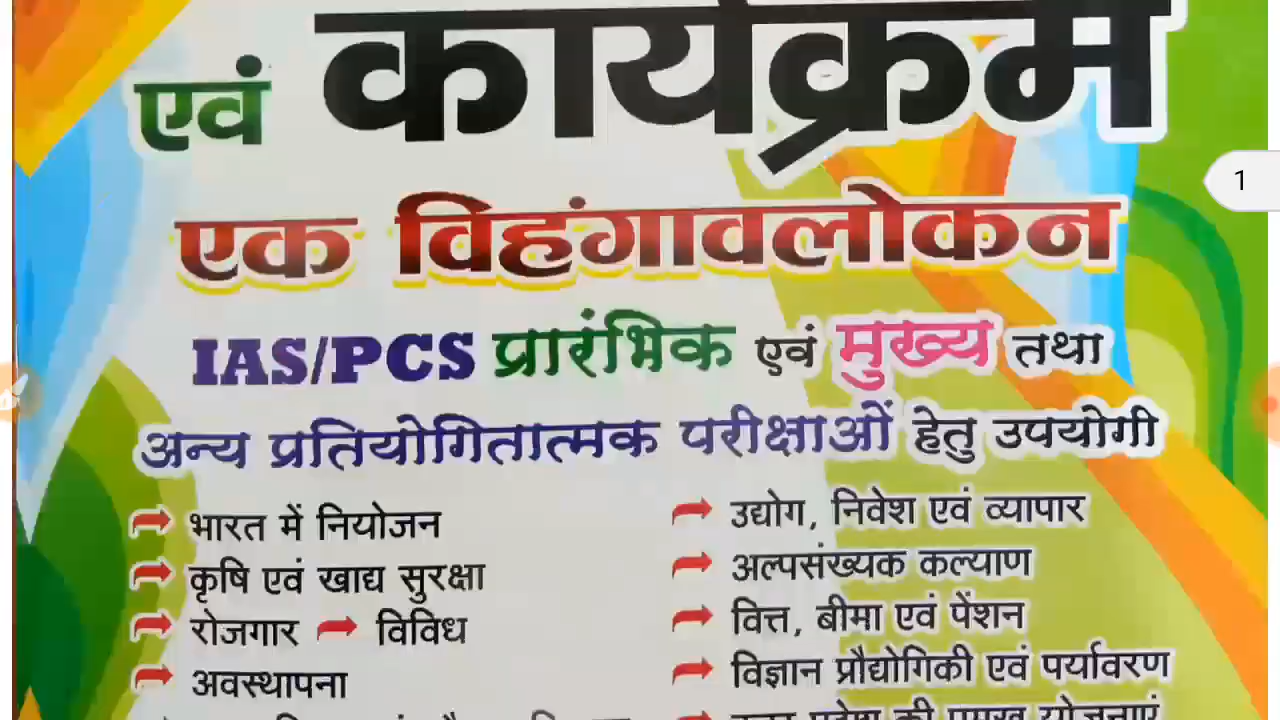 एवं कार्यक्रम
1
एक विहंगावलोकन
IAS/PCS प्रारंभिक एवं मुख्य तथा
अन्य प्रतियोगितात्मक परीक्षाओं हेतु उपयोगी
भारत में नियोजन
उद्योग, निवेश एवं व्यापार
कृषि एवं खाद्य सुरक्षा
अल्पसंख्यक कल्याण
रोजगार विविध
वित्त, बीमा एवं पेंशन
अवस्थापना
विज्ञान प्रौद्योगिकी एवं पर्यावरण